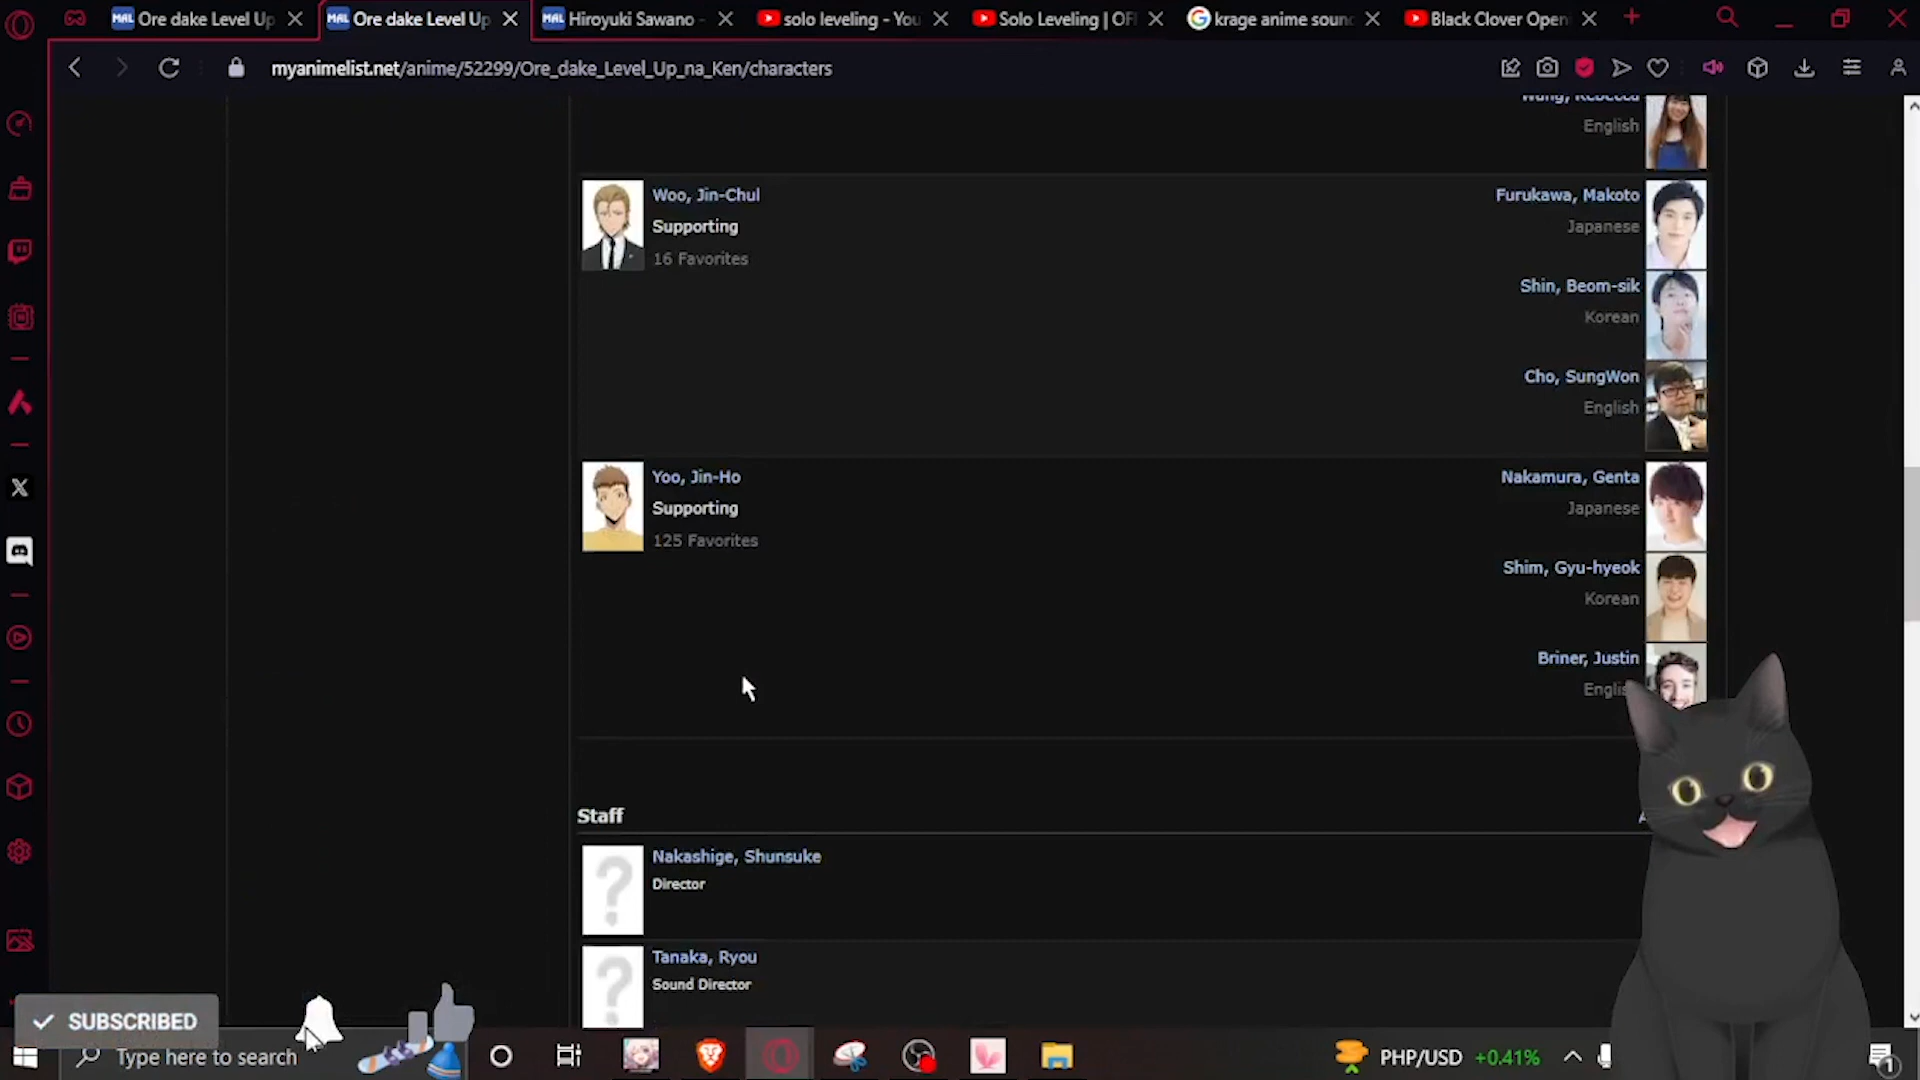 Ore dake Level Up
Ore dake Level Up
Hiroyuki Sawano -
solo leveling - You
Solo Leveling | OF
krage anime soun
Black Clover Open
myanimelist.net/anime/52299/Ore_dake_Level_Up_na_Ken/characters
English
Woo, Jin-Chul
Supporting
16 Favorites
Furukawa, Makoto
Japanese
Shin, Beom-sik
Korean
Cho, SungWon
English
Yoo, Jin-Ho
Supporting
125 Favorites
Nakamura, Genta
Japanese
Shim, Gyu-hyeok
Korean
Briner, Justin
Englis
Staff
Nakashige, Shunsuke
Director
Tanaka, Ryou
Sound Director
SUBSCRIBED
Type here to search
PHP/USD +0.41%
1